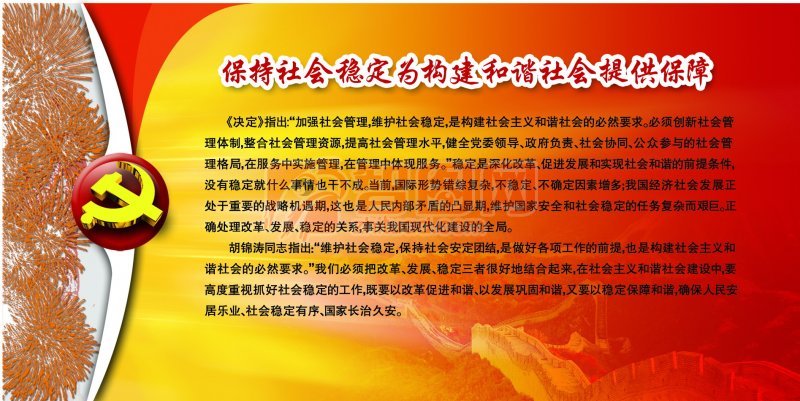 保持社会稳定为构建和谐社会提供保障
《决定》指出:“加强社会管理,维护社会稳定,是构建社会主义和谐社会的必然要求。必须创新社会管
理体制,整合社会管理资源,提高社会管理水平,健全党委领导、政府负责、社会协同、公众参与的社会管
理格局,在服务中实施管理,在管理中体现服务。”稳定是深化改革、促进发展和实现社会和谐的前提条件,
没有稳定就什么事情也干不成。当前,国际形势错综复杂,不稳定、不确定因素增多;我国经济社会发展正
处于重要的战略机遇期,这也是人民内部矛盾的凸显期,维护国家安全和社会稳定的任务复杂而艰巨。正
确处理改革、发展、稳定的关系,事关我国现代化建设的全局。
胡锦涛同志指出:“维护社会稳定,保持社会安定团结,是做好各项工作的前提,也是构建社会主义和
谐社会的必然要求。”我们必须把改革、发展、稳定三者很好地结合起来,在社会主义和谐社会建设中,要
高度重视抓好社会稳定的工作,既要以改革促进和谐、以发展巩固和谐,又要以稳定保障和谐,确保人民安
居乐业、社会稳定有序、国家长治久安。